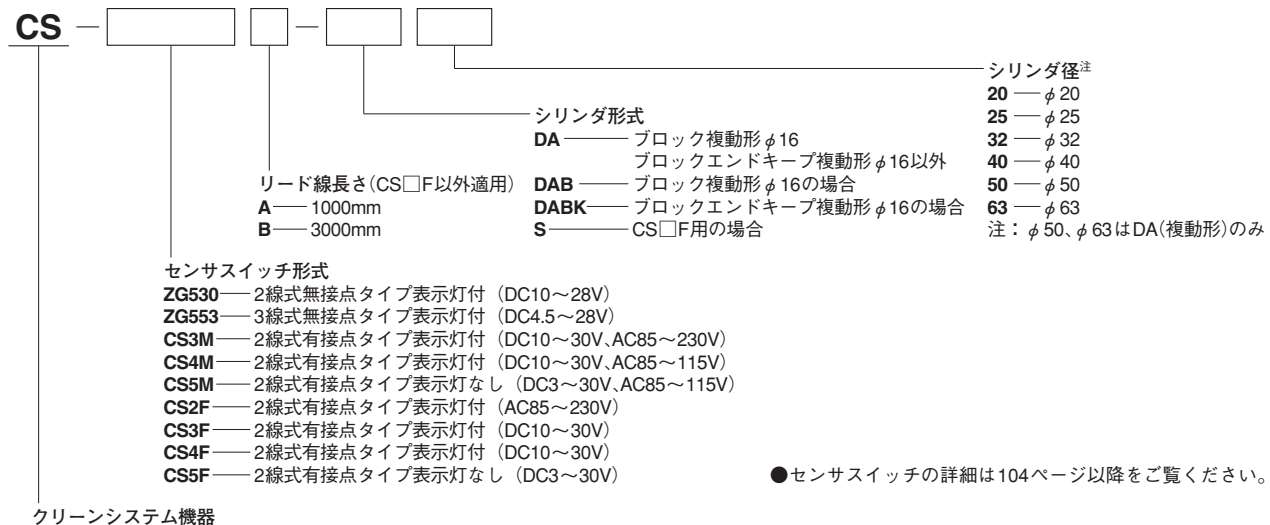 CS
シリンダ径注
20 ── φ20
25 ── φ25
32 ── φ32
40 ── φ40
50 ── φ50
63 ── φ63
注：φ50、φ63はDA(複動形)のみ
シリンダ形式
DA ── ブロック複動形φ16
ブロックエンドキープ複動形φ16以外
DAB ── ブロック複動形φ16の場合
DABK ── ブロックエンドキープ複動形φ16の場合
S ── CS□F用の場合
リード線長さ(CS□F以外適用)
A ── 1000mm
B ── 3000mm
センサスイッチ形式
ZG530 ── 2線式無接点タイプ表示灯付（DC10～28V）
ZG553 ── 3線式無接点タイプ表示灯付（DC4.5～28V）
CS3M ── 2線式有接点タイプ表示灯付（DC10～30V、AC85～230V）
CS4M ── 2線式有接点タイプ表示灯付（DC10～30V、AC85～115V）
CS5M ── 2線式有接点タイプ表示灯なし（DC3～30V、AC85～115V）
CS2F ── 2線式有接点タイプ表示灯付（AC85～230V）
CS3F ── 2線式有接点タイプ表示灯付（DC10～30V）
CS4F ── 2線式有接点タイプ表示灯付（DC10～30V）
CS5F ── 2線式有接点タイプ表示灯なし（DC3～30V）
●センサスイッチの詳細は104ページ以降をご覧ください。
クリーンシステム機器